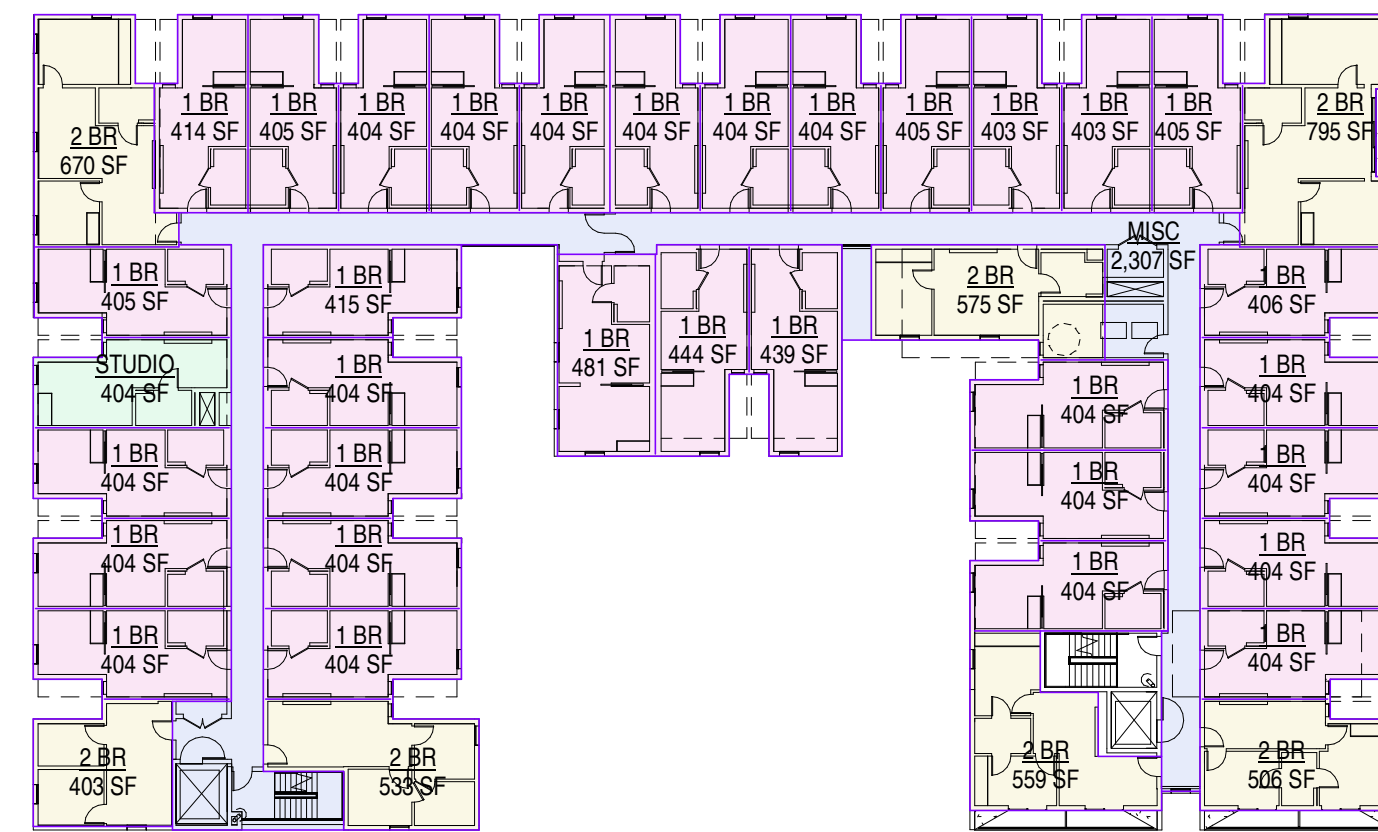 2 BR
670 SF
1 BR
414 SF
1 BR
405 SF
1 BR
404 SF
1 BR
404 SF
1 BR
404 SF
1 BR
404 SF
1 BR
404 SF
1 BR
404 SF
1 BR
405 SF
1 BR
403 SF
1 BR
403 SF
1 BR
405 SF
2 BR
795 SF
MISC
2,307 SF
1 BR
405 SF
1 BR
415 SF
1 BR
481 SF
1 BR
444 SF
1 BR
439 SF
2 BR
575 SF
1 BR
406 SF
STUDIO
404 SF
1 BR
404 SF
1 BR
404 SF
1 BR
404 SF
1 BR
404 SF
1 BR
404 SF
1 BR
404 SF
1 BR
404 SF
1 BR
404 SF
1 BR
404 SF
1 BR
404 SF
1 BR
404 SF
1 BR
404 SF
1 BR
404 SF
1 BR
404 SF
2 BR
403 SF
2 BR
533 SF
2 BR
559 SF
2 BR
506 SF